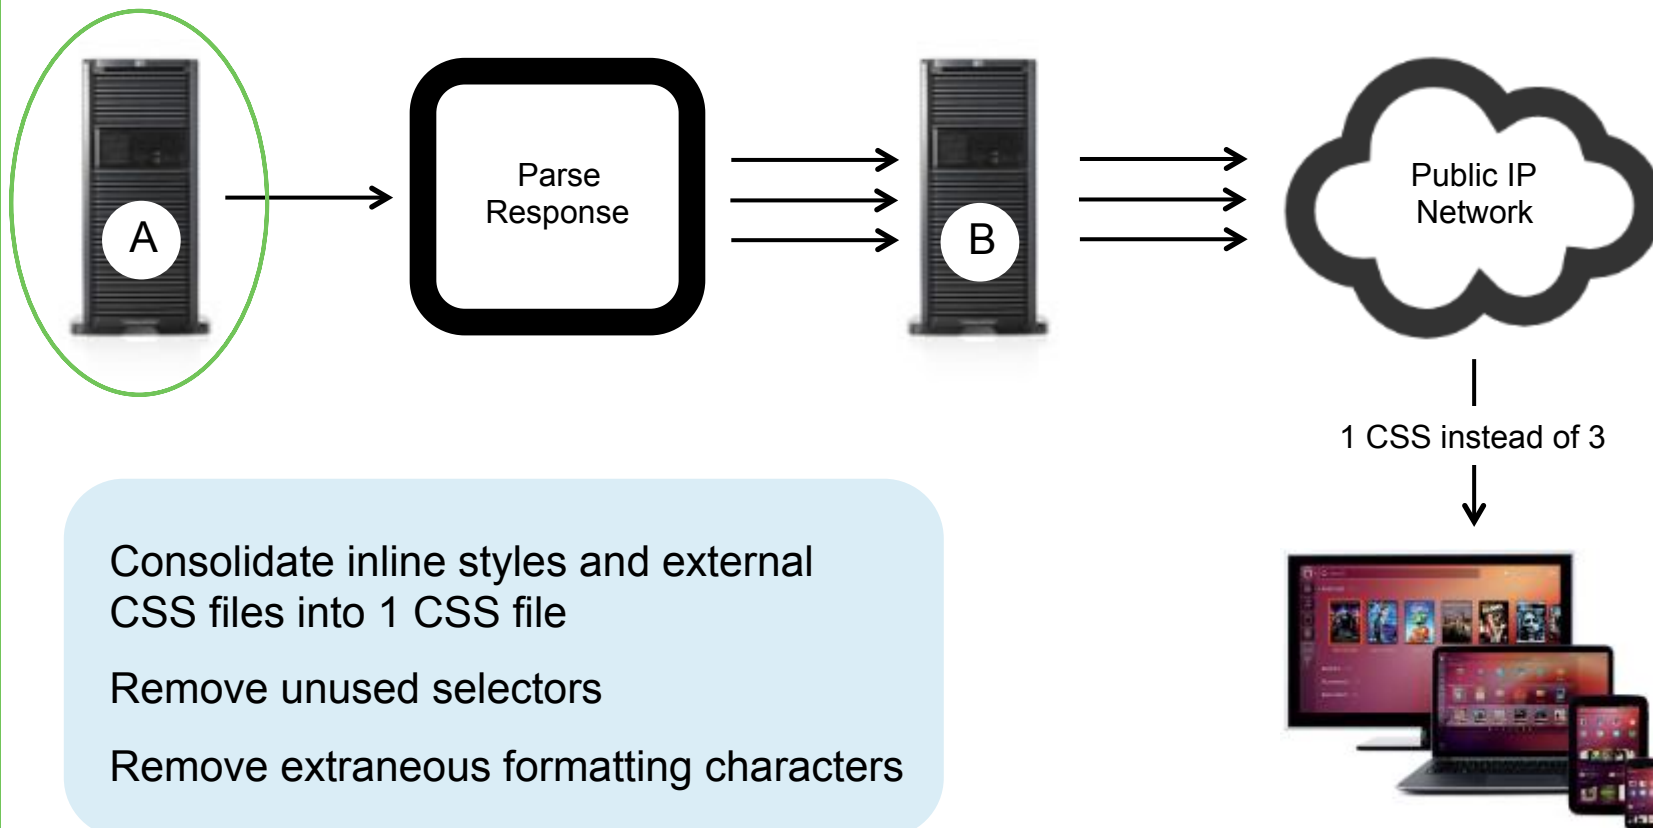 A
Parse
Response
B
Public IP
Network
1 CSS instead of 3
Consolidate inline styles and external
CSS files into 1 CSS file
Remove unused selectors
Remove extraneous formatting characters